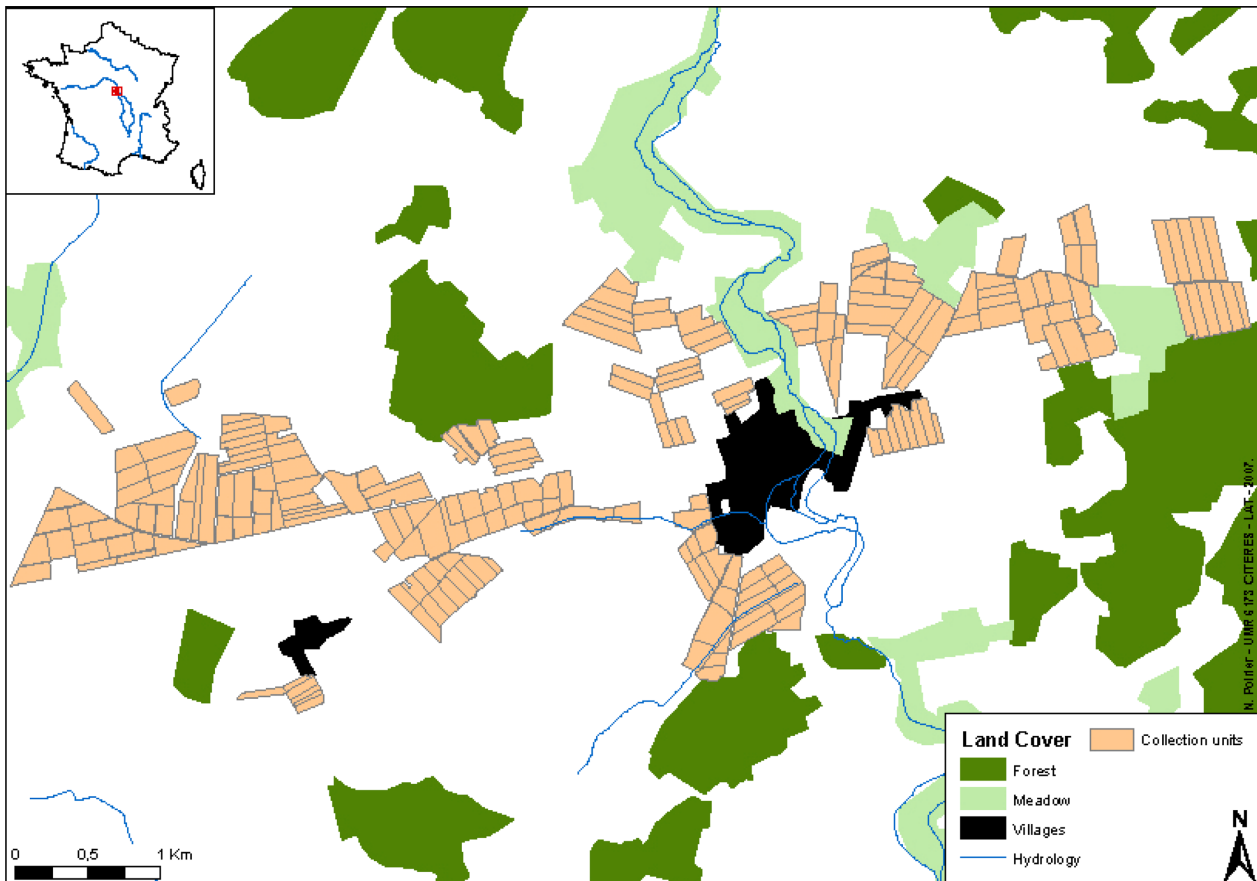 Land Cover
Collection units
Forest
Meadow
Villages
Hydrology
0 0,5 1 Km
N
N. Poirier - UMR 6173 CITERES - LAT - 2007.